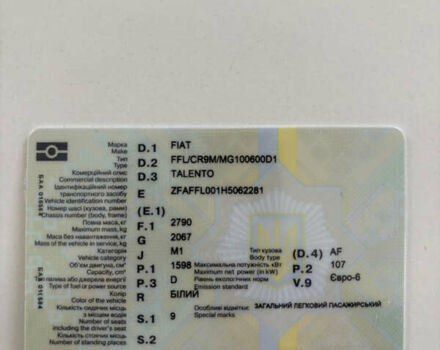 Марка
Make D.1 FIAT
Тип
Type D.2 FFL/CR9M/MG100600D1
Комерційний опис
Commercial description D.3 TALENTO
Ідентифікаційний номер
транспортного засобу E ZFAFFL001H5062281
Vehicle identification number
Номер шасі (кузова, рами)
Chassis number (body, frame) (E.1)
Повна маса, кг
Maximum mass, kg F.1 2790
Маса без навантаження, кг
Mass of the vehicle in service, kg G 2067
Категорія
Vehicle category J M1 Тип кузова
Body type (D.4) AF
Об'єм двигуна, см³
Capacity, cm³ P.1 1598 Максимальна потужність кВт
Maximum net power (in kW) P.2 107
Тип палива або джерела енергії
Type of fuel or power source P.3 D Рівень екологічних норм
Emission standard V.9 Євро-6
Колір
Color of the vehicle R БІЛИЙ
Кількість сидячих місць
з місцем водія
Number of seats
including the driver's seat S.1 9 Особливі відмітки: ЗАГАЛЬНИЙ ЛЕГКОВИЙ ПАСАЖИРСЬКИЙ
Special marks
Кількість стоячих місць
Number of standing places S.2